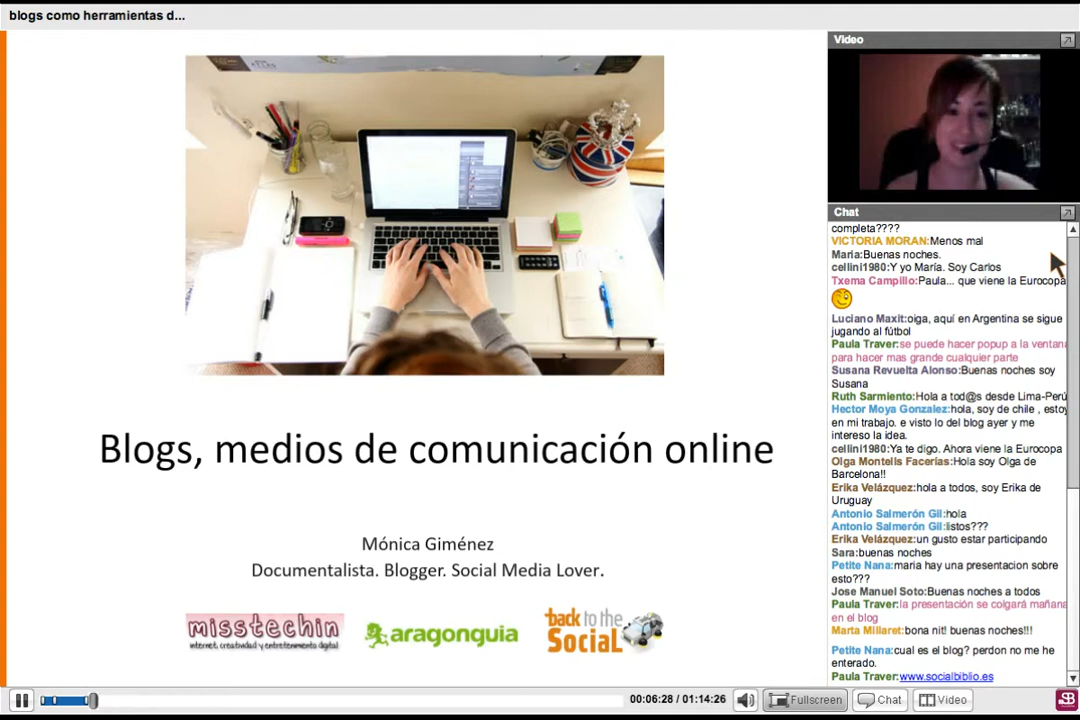 blogs como herramientas d...
Video
Chat
completa????
VICTORIA MORAN:Menos mal
Maria:Buenas noches.
cellini1980:Y yo María. Soy Carlos
Txema Campillo:Paula... que viene la Eurocopa
Luciano Maxit:oiga, aquí en Argentina se sigue
jugando al fútbol
Paula Traver:se puede hacer popup a la ventana
para hacer mas grande cualquier parte
Susana Revuelta Alonso:Buenas noches soy
Susana
Ruth Sarmiento:Hola a tod@s desde Lima-Perú
Hector Moya Gonzalez:hola, soy de chile , estoy
en mi trabajo. e visto lo del blog ayer y me
intereso la idea.
cellini1980:Ya te digo. Ahora viene la Eurocopa
Olga Montells Facerías:Hola soy Olga de
Barcelona!!
Erika Velázquez:hola a todos, soy Erika de
Uruguay
Antonio Salmerón Gil:hola
Antonio Salmerón Gil:listos???
Erika Velázquez:un gusto estar participando
Sara:buenas noches
Petite Nana:maria hay una presentacion sobre
esto???
Jose Manuel Soto:Buenas noches a todos
Paula Traver:la presentación se colgará mañana
en el blog
Marta Millaret:bona nit! buenas noches!!!
Petite Nana:cual es el blog? perdon no me he
enterado.
Paula Traver:www.socialbiblio.es
Blogs, medios de comunicación online
Mónica Giménez
Documentalista. Blogger. Social Media Lover.
misstechin
internet, creatividad y entretenimiento digital
aragonguia
back to the
Social
00:06:28 / 01:14:26
Fullscreen
Chat
Video
SB